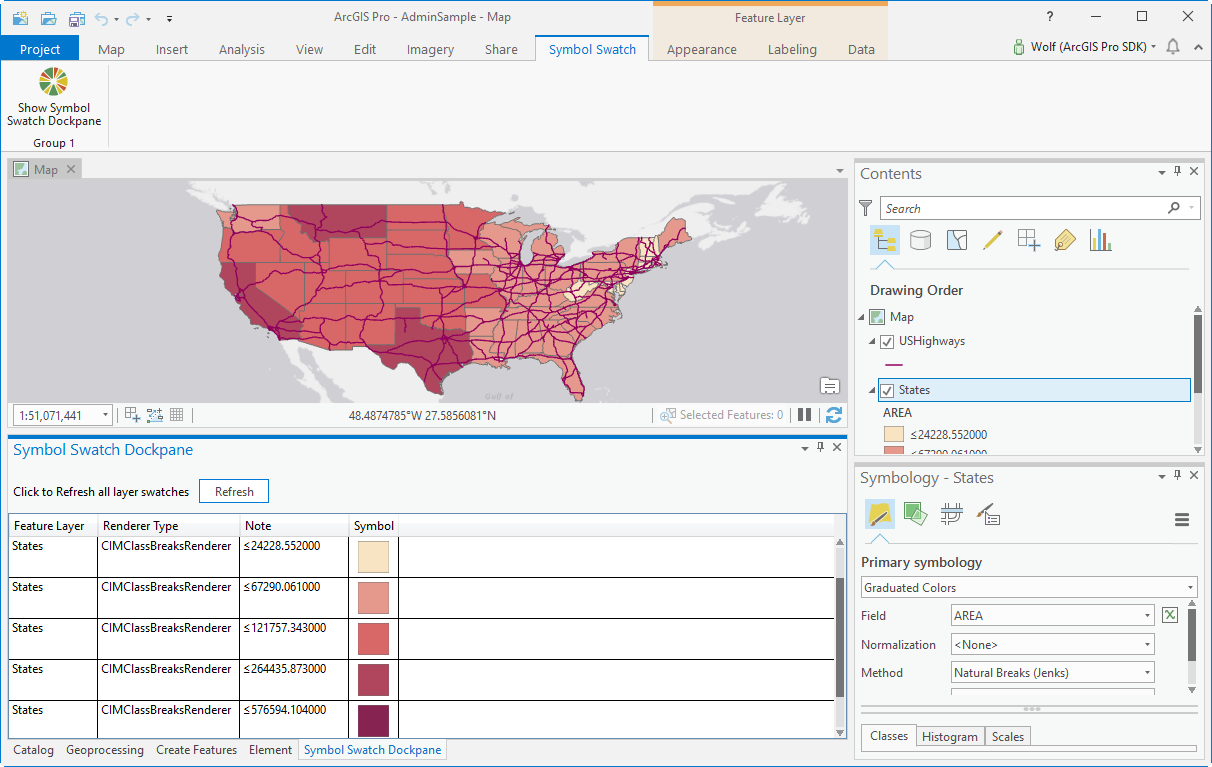 ArcGIS Pro - AdminSample - Map
Feature Layer
?
Project Map Insert Analysis View Edit Imagery Share Symbol Swatch Appearance Labeling Data
Wolf (ArcGIS Pro SDK)
Show Symbol
Swatch Dockpane
Group 1
Map
Gulf of
1:51,071,441
48.4874785°W 27.5856081°N
Selected Features: 0
Symbol Swatch Dockpane
Click to Refresh all layer swatches
Refresh
Feature Layer Renderer Type Note Symbol
States CIMClassBreaksRenderer ≤24228.552000
States CIMClassBreaksRenderer ≤67290.061000
States CIMClassBreaksRenderer ≤121757.343000
States CIMClassBreaksRenderer ≤264435.873000
States CIMClassBreaksRenderer ≤576594.104000
Catalog Geoprocessing Create Features Element Symbol Swatch Dockpane
Contents
Search
Drawing Order
Map
USHighways
States
AREA
≤24228.552000
≤67290.061000
Symbology - States
Primary symbology
Graduated Colors
Field AREA
Normalization <None>
Method Natural Breaks (Jenks)
Classes Histogram Scales